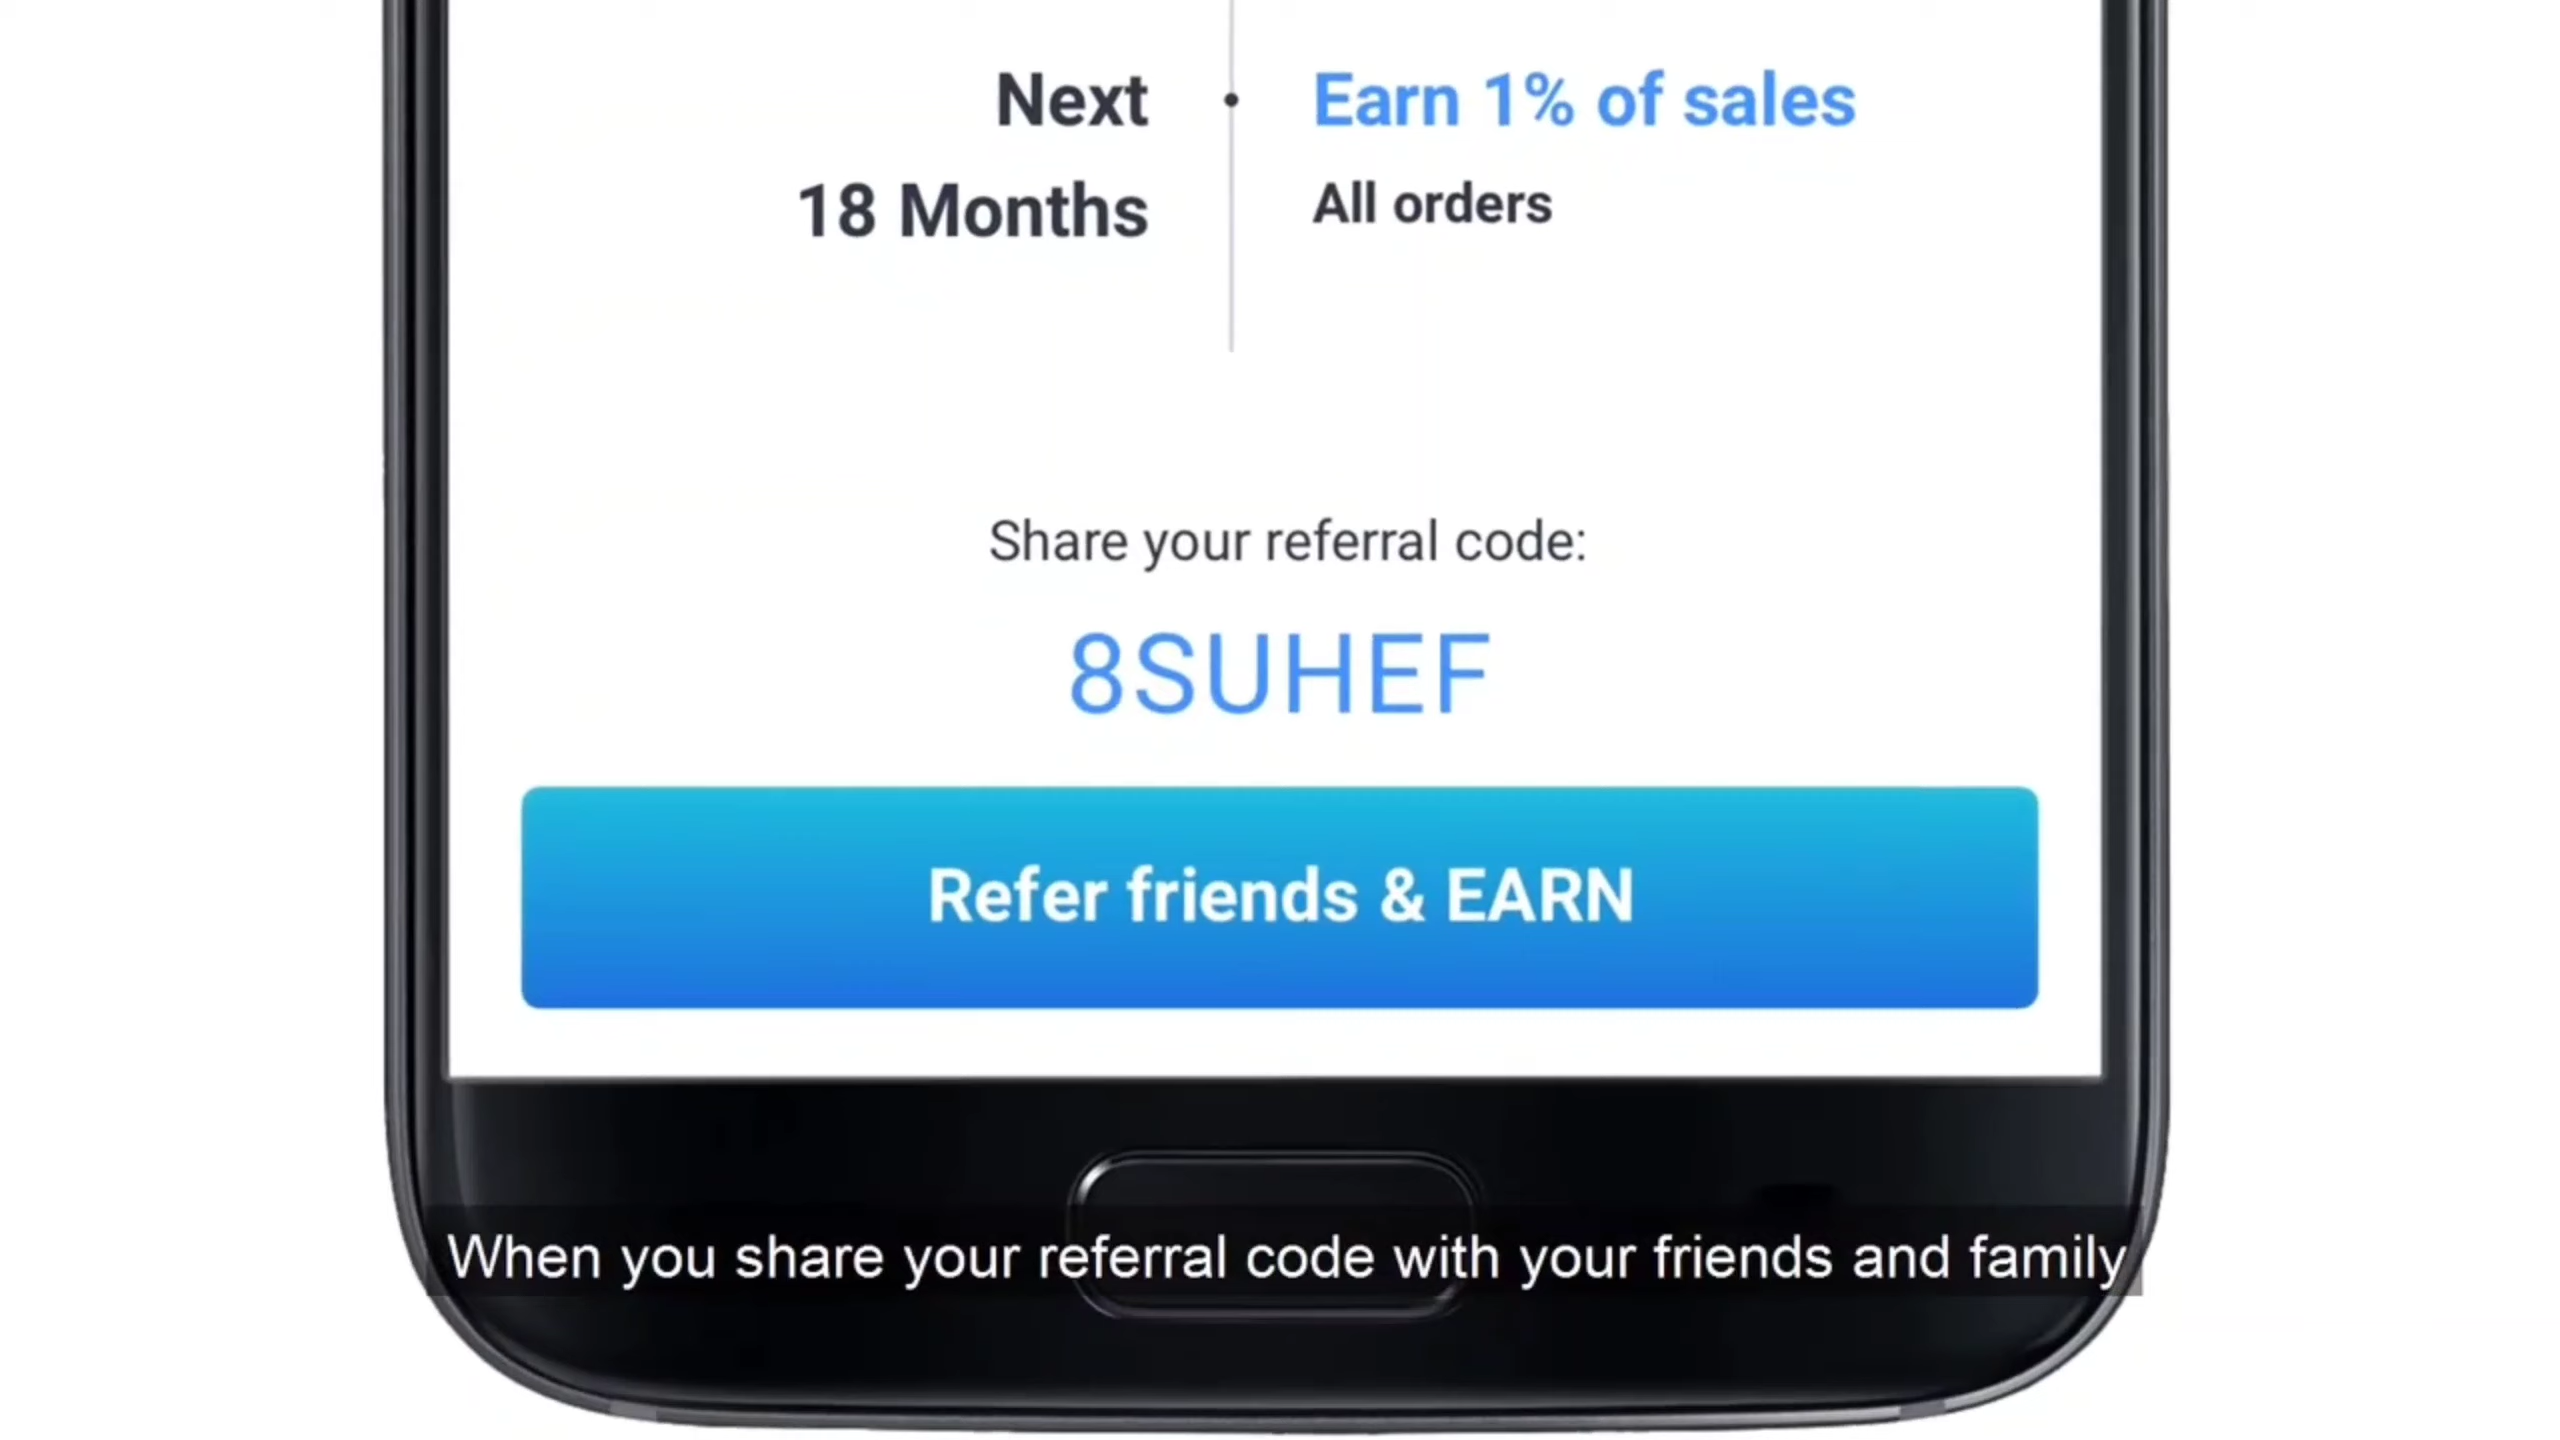 Next
18 Months
Earn 1% of sales
All orders
Share your referral code:
8SUHEF
Refer friends & EARN
When you share your referral code with your friends and family